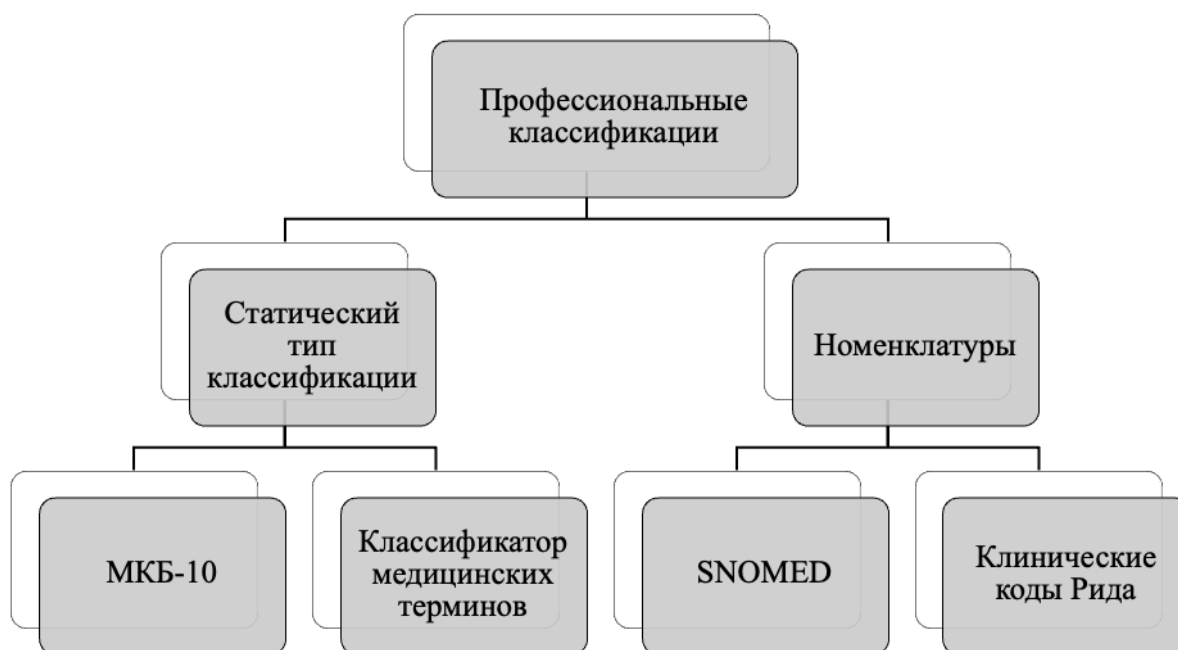 Профессиональные
классификации
Статический
тип
классификации
Номенклатуры
МКБ-10
Классификатор
медицинских
терминов
SNOMED
Клинические
коды Рида